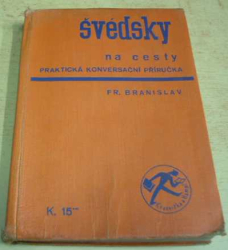 švédsky
na cesty
PRAKTICKÁ KONVERSAČNÍ PŘÍRUČKA
FR. BRANISLAV
K. 15